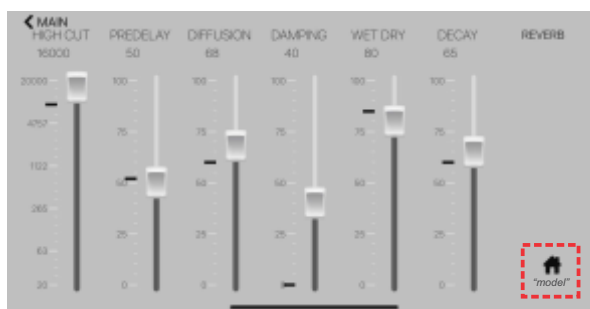 MAIN
HIGH CUT PREDELAY DIFFUSION DAMPING WET DRY DECAY REVERB
16000 50 68 40 80 65
20000 100 100 100 100 100
4757 75 75 75 75 75
1122 50 50 50 50
265 25 25 25 25 25
63
20 0 0 0 0 0
"model"